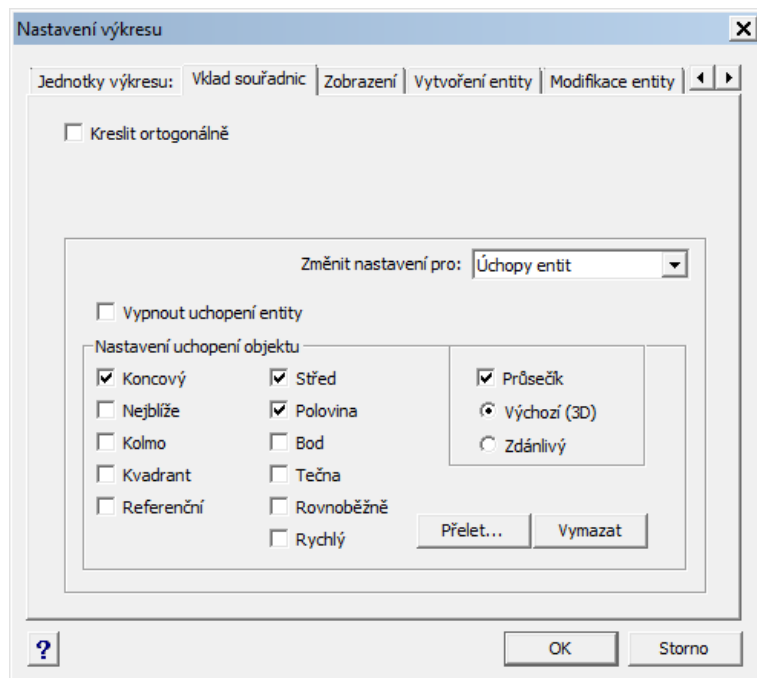 Nastavení výkresu
Jednotky výkresu: Vklad souřadnic Zobrazení Vytvoření entity Modifikace entity
Kreslit ortogonálně
Změnit nastavení pro: Úchopy entit
Vypnout uchopení entity
Nastavení uchopení objektu
Koncový Střed Průsečík
Nejblíže Polovina Výchozí (3D)
Kolmo Bod Zdánlivý
Kvadrant Tečna
Referenční Rovnoběžně
Rychlý Přelet... Vymazat
? OK Storno